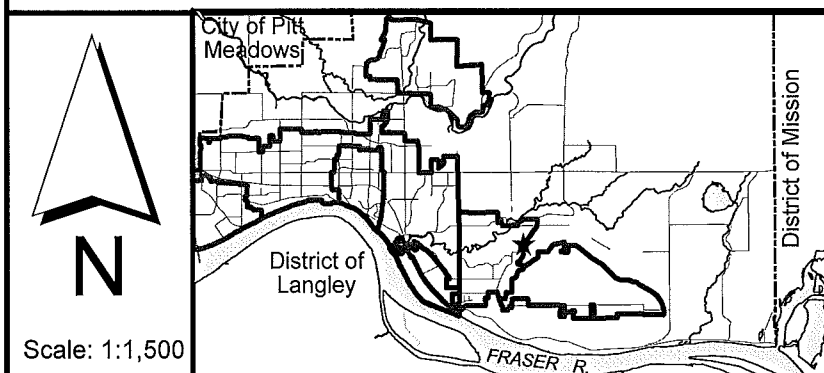 City of Pitt
Meadows
District of Mission
District of
Langley
N
Scale: 1:1,500
FRASER R.